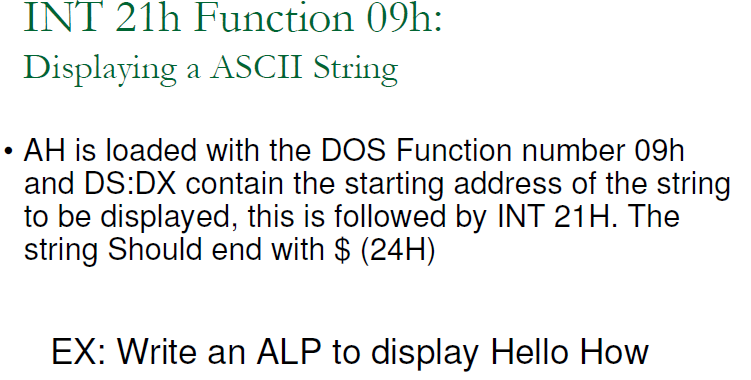 INT 21h Function 09h:
Displaying a ASCII String
• AH is loaded with the DOS Function number 09h
and DS:DX contain the starting address of the string
to be displayed, this is followed by INT 21H. The
string Should end with $ (24H)
EX: Write an ALP to display Hello How